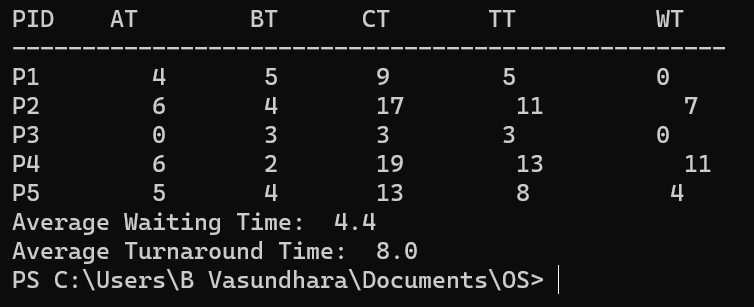 PID    AT        BT      CT       TT          WT
---------------------------------------------------
P1        4       5       9        5          0
P2        6       4       17        11          7
P3        0       3       3        3          0
P4        6       2       19        13          11
P5        5       4       13        8          4
Average Waiting Time:  4.4
Average Turnaround Time:  8.0
PS C:\Users\B Vasundhara\Documents\OS>